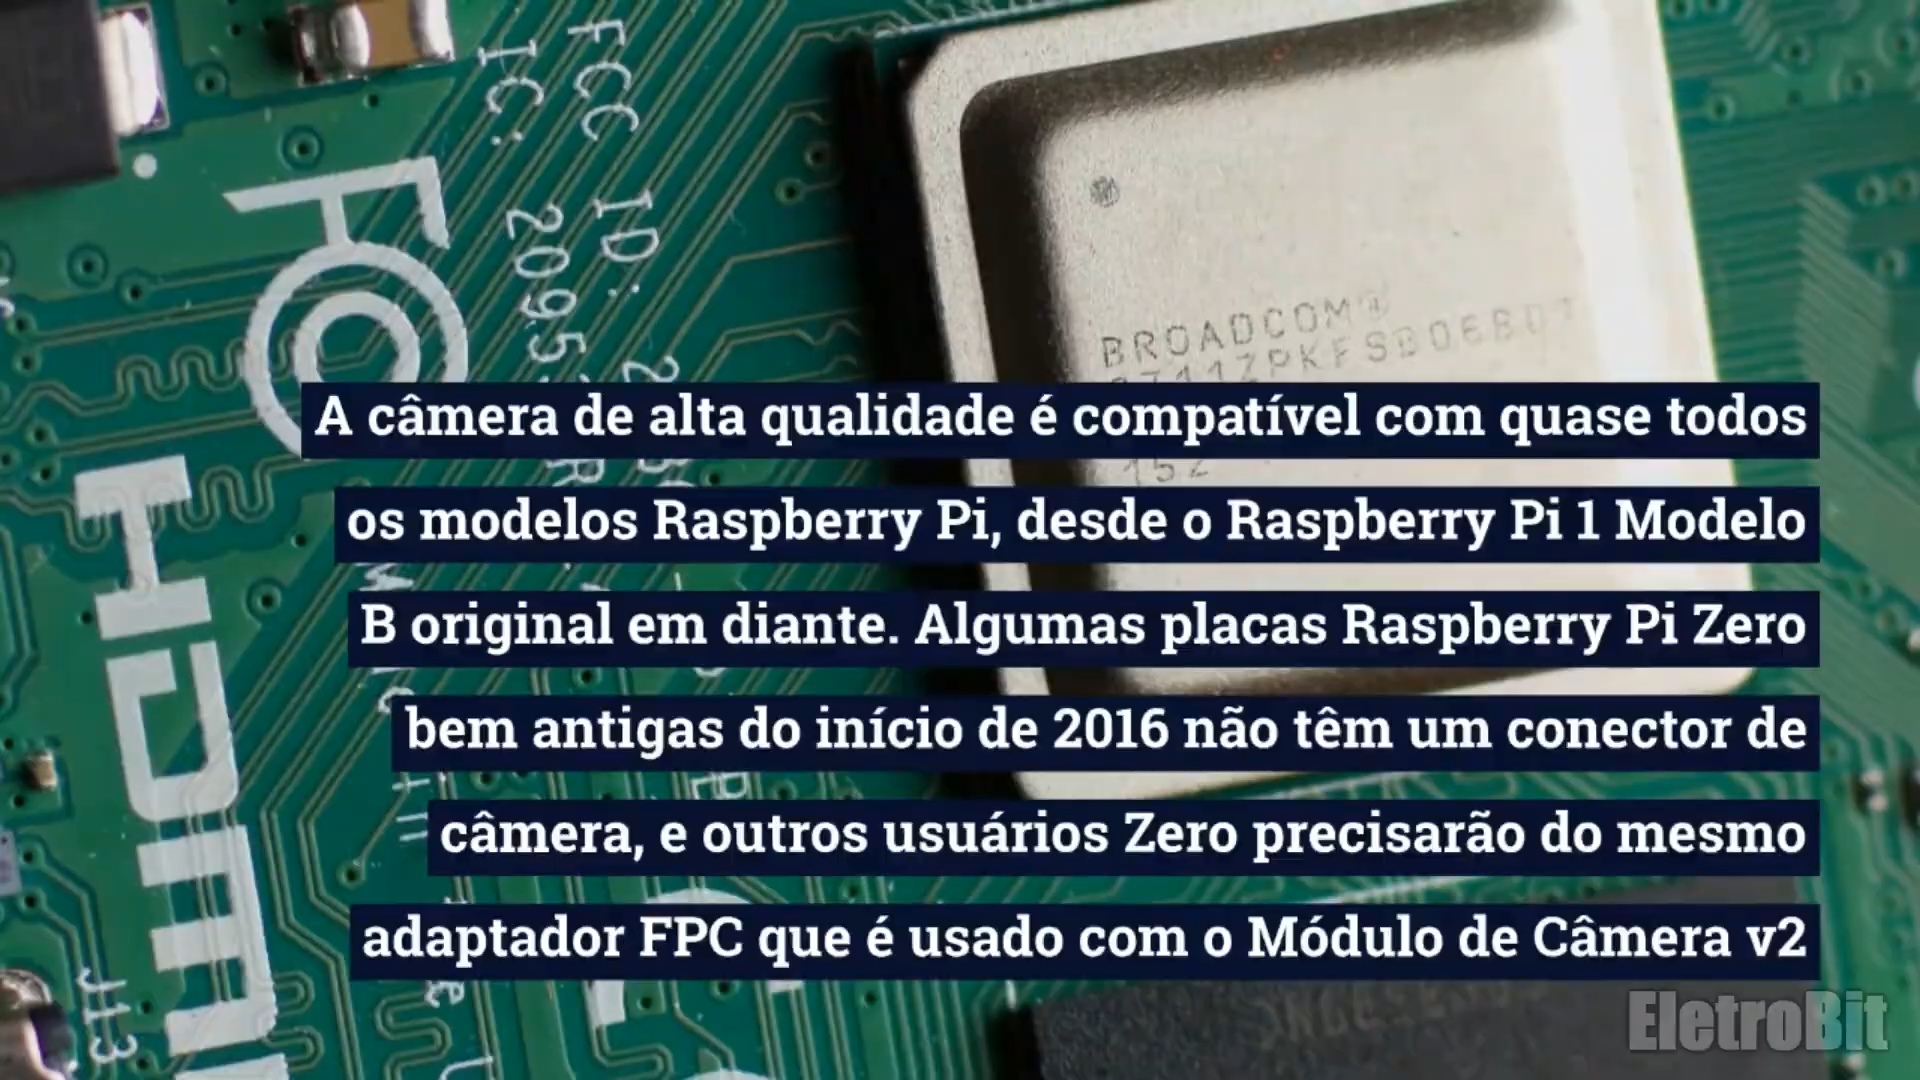 FCC ID:
IC:
HDMI
BROADCOM®
A câmera de alta qualidade é compatível com quase todos
os modelos Raspberry Pi, desde o Raspberry Pi 1 Modelo
B original em diante. Algumas placas Raspberry Pi Zero
bem antigas do início de 2016 não têm um conector de
câmera, e outros usuários Zero precisarão do mesmo
adaptador FPC que é usado com o Módulo de Câmera v2
J13
EletroBit